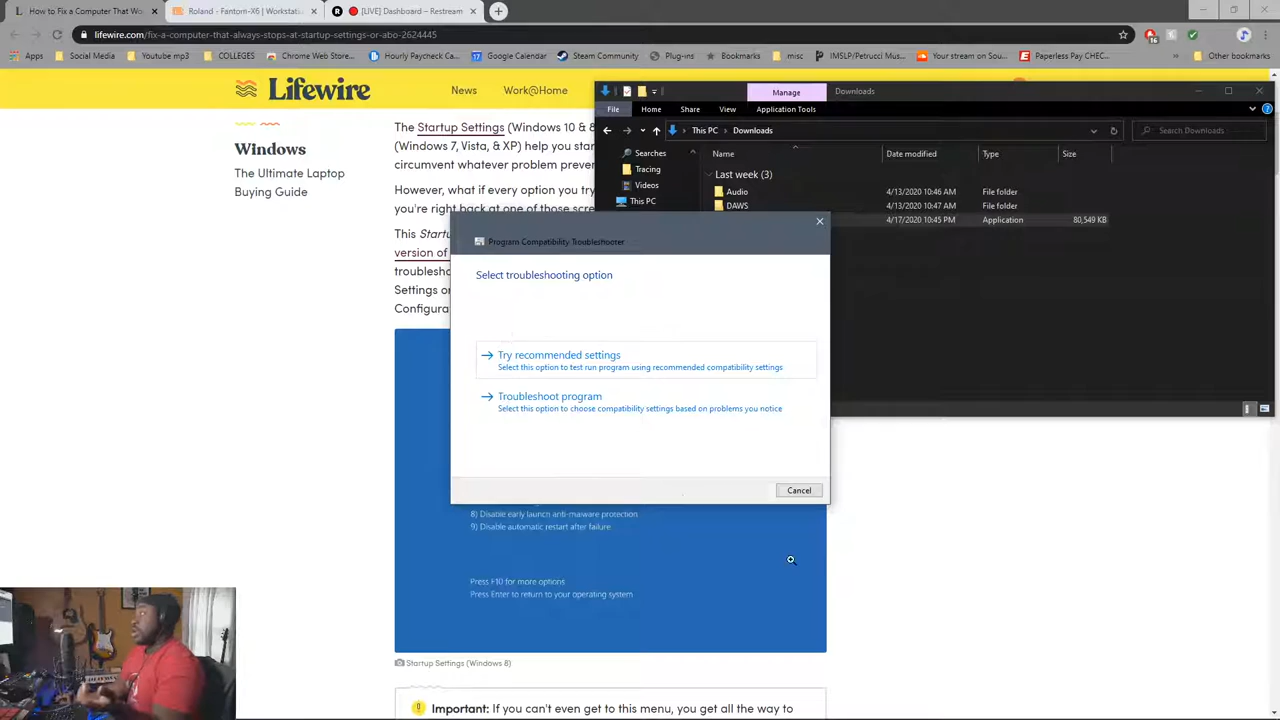 How to Fix a Computer That W
Roland - Fantom-X6 | Workstati
[LIVE] Dashboard – Restream
lifewire.com/fix-a-computer-that-always-stops-at-startup-settings-or-abo-2624445
Apps
Social Media
Youtube mp3
COLLEGES
Chrome Web Store
Hourly Paycheck Ca...
Google Calendar
Steam Community
Plug-ins
Bookmarks
misc
IMSLP/Petrucci Mus...
Your stream on Sou...
Paperless Pay CHEC...
Other bookmarks
Lifewire
News
Work@Home
Windows
The Ultimate Laptop
Buying Guide
The Startup Settings (Windows 10 & 8
(Windows 7, Vista, & XP) help you star
circumvent whatever problem preven
However, what if every option you try
you're right back at one of those scre
This Startu
version of
troublesho
Settings or
Configura
Manage
Downloads
File
Home
Share
View
Application Tools
This PC
Downloads
Search Downloads
Searches
Tracing
Videos
This PC
Name
Date modified
Type
Size
Last week (3)
Audio
4/13/2020 10:46 AM
File folder
DAWS
4/13/2020 10:47 AM
File folder
4/17/2020 10:45 PM
Application
80,549 KB
Program Compatibility Troubleshooter
Select troubleshooting option
Try recommended settings
Select this option to test run program using recommended compatibility settings
Troubleshoot program
Select this option to choose compatibility settings based on problems you notice
Cancel
8) Disable early launch anti-malware protection
9) Disable automatic restart after failure
Press F10 for more options
Press Enter to return to your operating system
Startup Settings (Windows 8)
Important: If you can't even get to this menu, you get all the way to